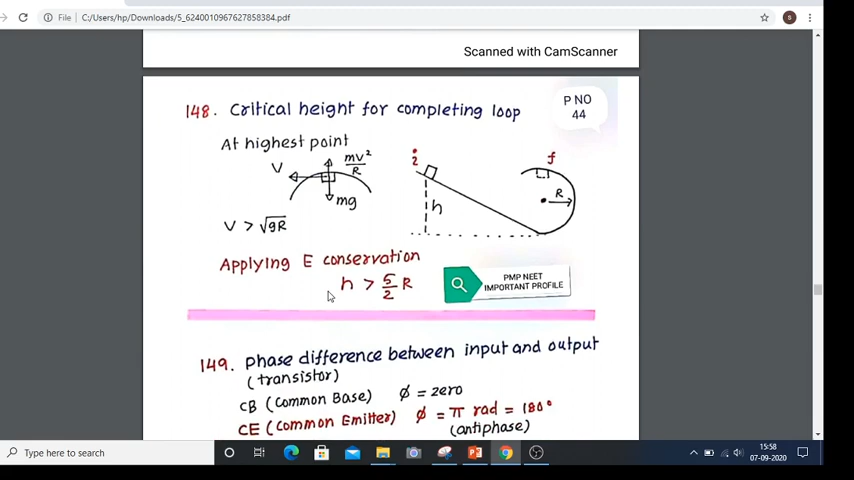 File
C:/Users/hp/Downloads/5_6240010967627858384.pdf
S
Scanned with CamScanner
148. Critical height for completing loop
P NO
44
At highest point
V
mv²/R
mg
i
f
h
R
V > √gR
Applying E conservation
h > 5/2 R
PMP NEET
IMPORTANT PROFILE
149. Phase difference between input and output
(transistor)
CB (Common Base) ϕ = zero
CE (Common Emitter) ϕ = π rad = 180°
(antiphase)
Type here to search
15:58
07-09-2020